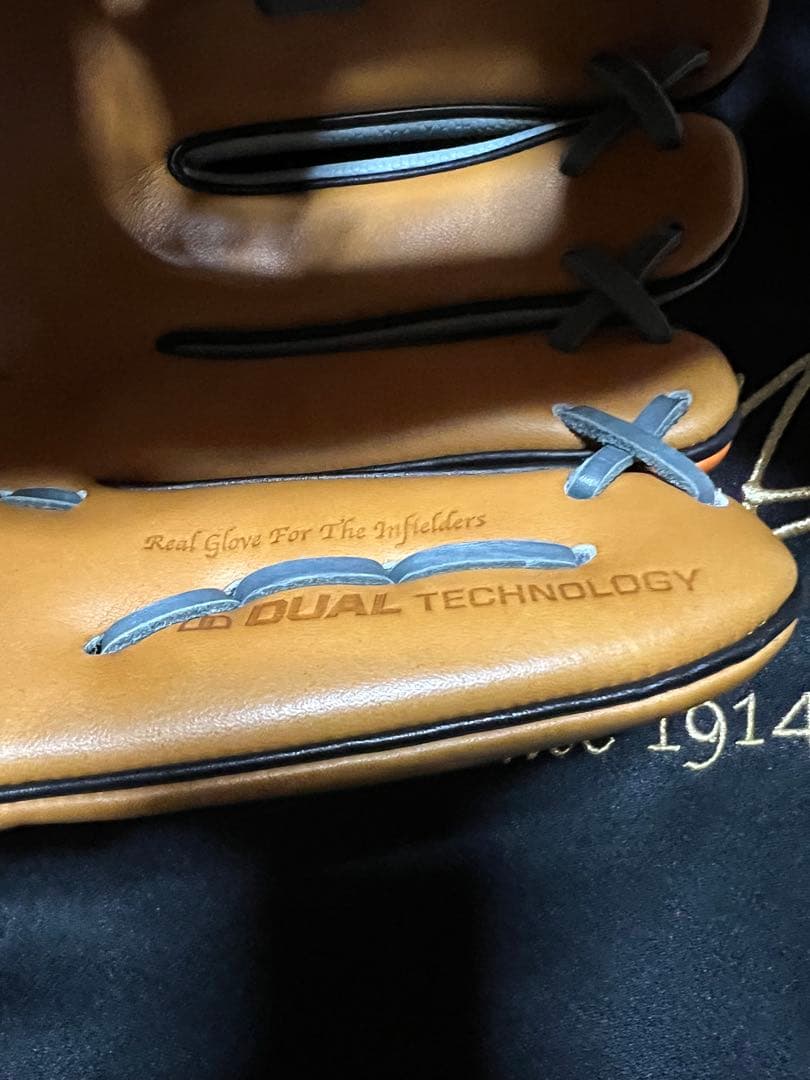 Real Glove For The Infielders
DUAL TECHNOLOGY
1914